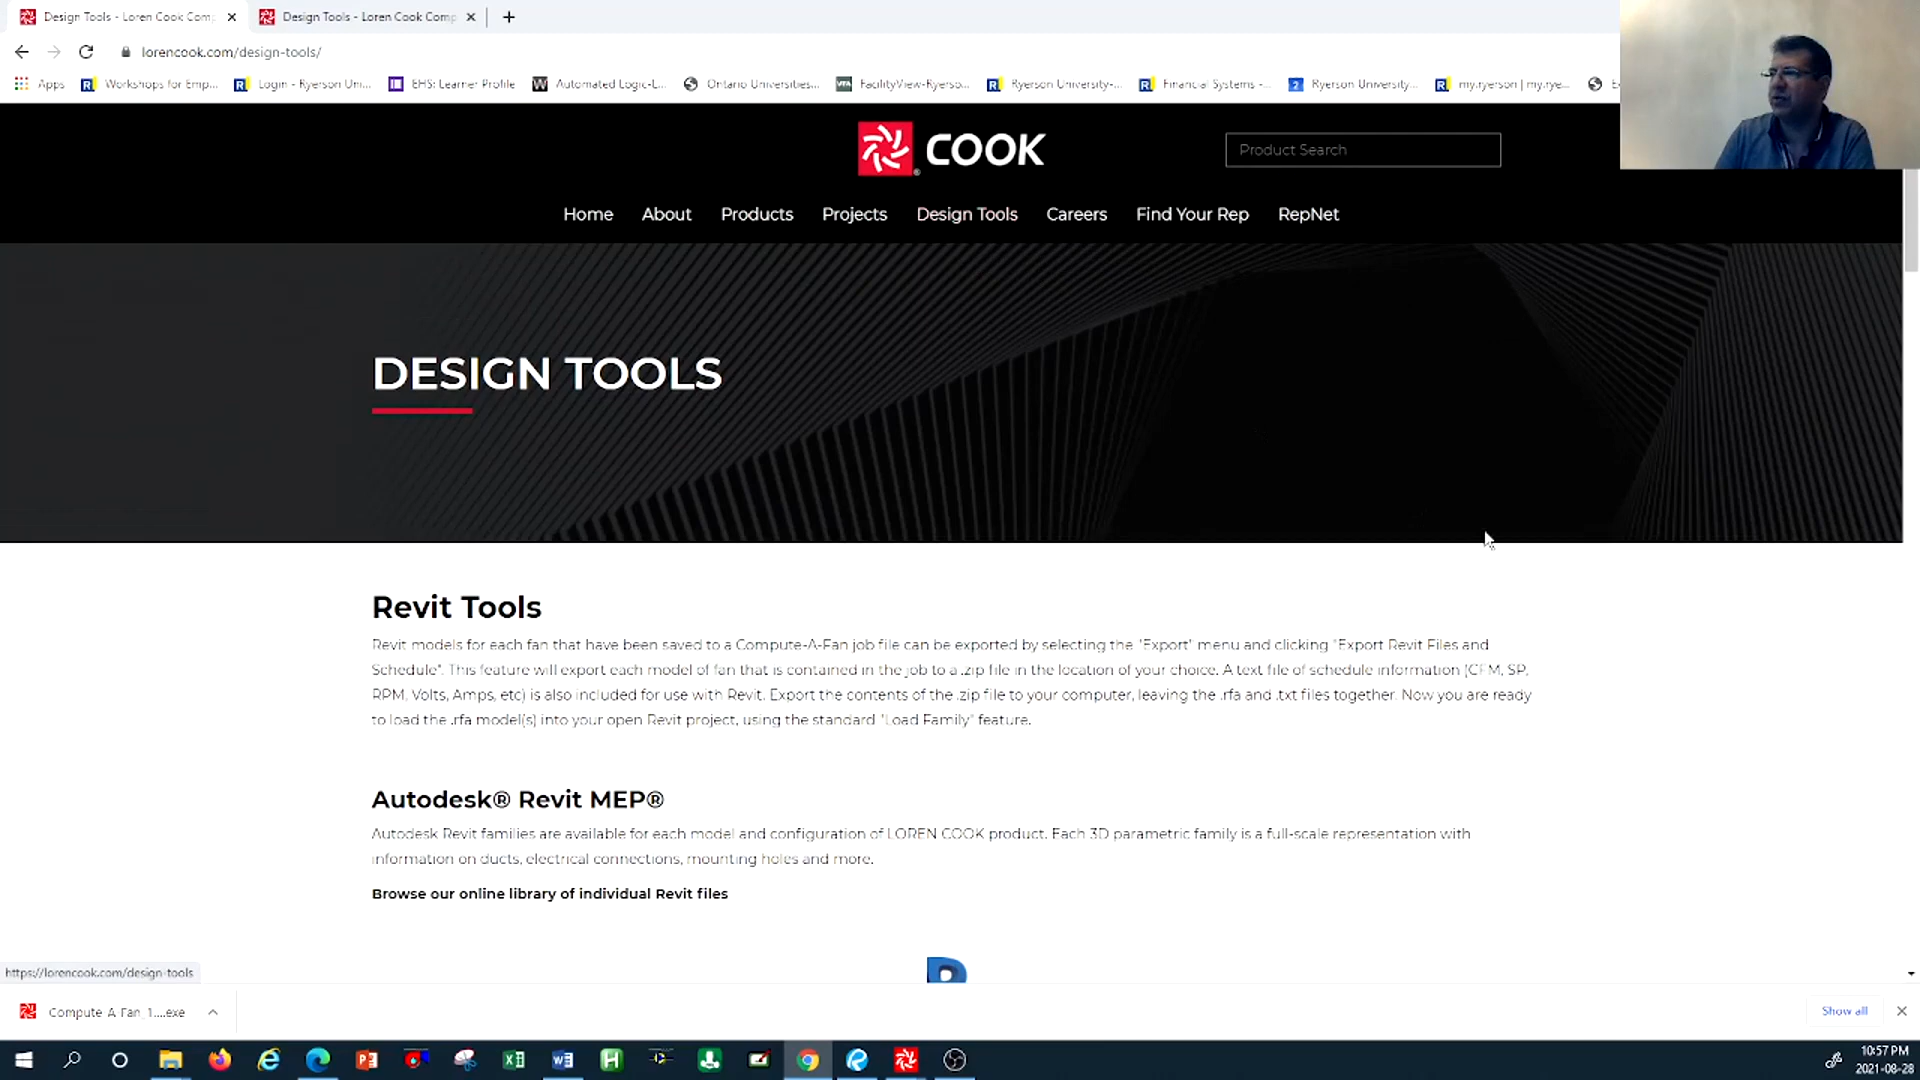 Design Tools - Loren Cook Com
Design Tools - Loren Cook Comp
lorencook.com/design-tools/
Apps
Workshops for Emp...
Login - Ryerson Uni...
EHS: Learner Profile
Automated Logic-L...
Ontario Universities...
FacilityView-Ryerso...
Ryerson University-...
Financial Systems -...
Ryerson University...
my.ryerson | my.rye...
COOK
Product Search
Home
About
Products
Projects
Design Tools
Careers
Find Your Rep
RepNet
DESIGN TOOLS
Revit Tools
Revit models for each fan that have been saved to a Compute-A-Fan job file can be exported by selecting the "Export" menu and clicking "Export Revit Files and
Schedule". This feature will export each model of fan that is contained in the job to a .zip file in the location of your choice. A text file of schedule information (CFM, SP,
RPM, Volts, Amps, etc) is also included for use with Revit. Export the contents of the .zip file to your computer, leaving the .rfa and .txt files together. Now you are ready
to load the .rfa model(s) into your open Revit project, using the standard "Load Family" feature.
Autodesk® Revit MEP®
Autodesk Revit families are available for each model and configuration of LOREN COOK product. Each 3D parametric family is a full-scale representation with
information on ducts, electrical connections, mounting holes and more.
Browse our online library of individual Revit files
https://lorencook.com/design-tools
Compute_A_Fan_1....exe
Show all
10:57 PM
2021-08-28